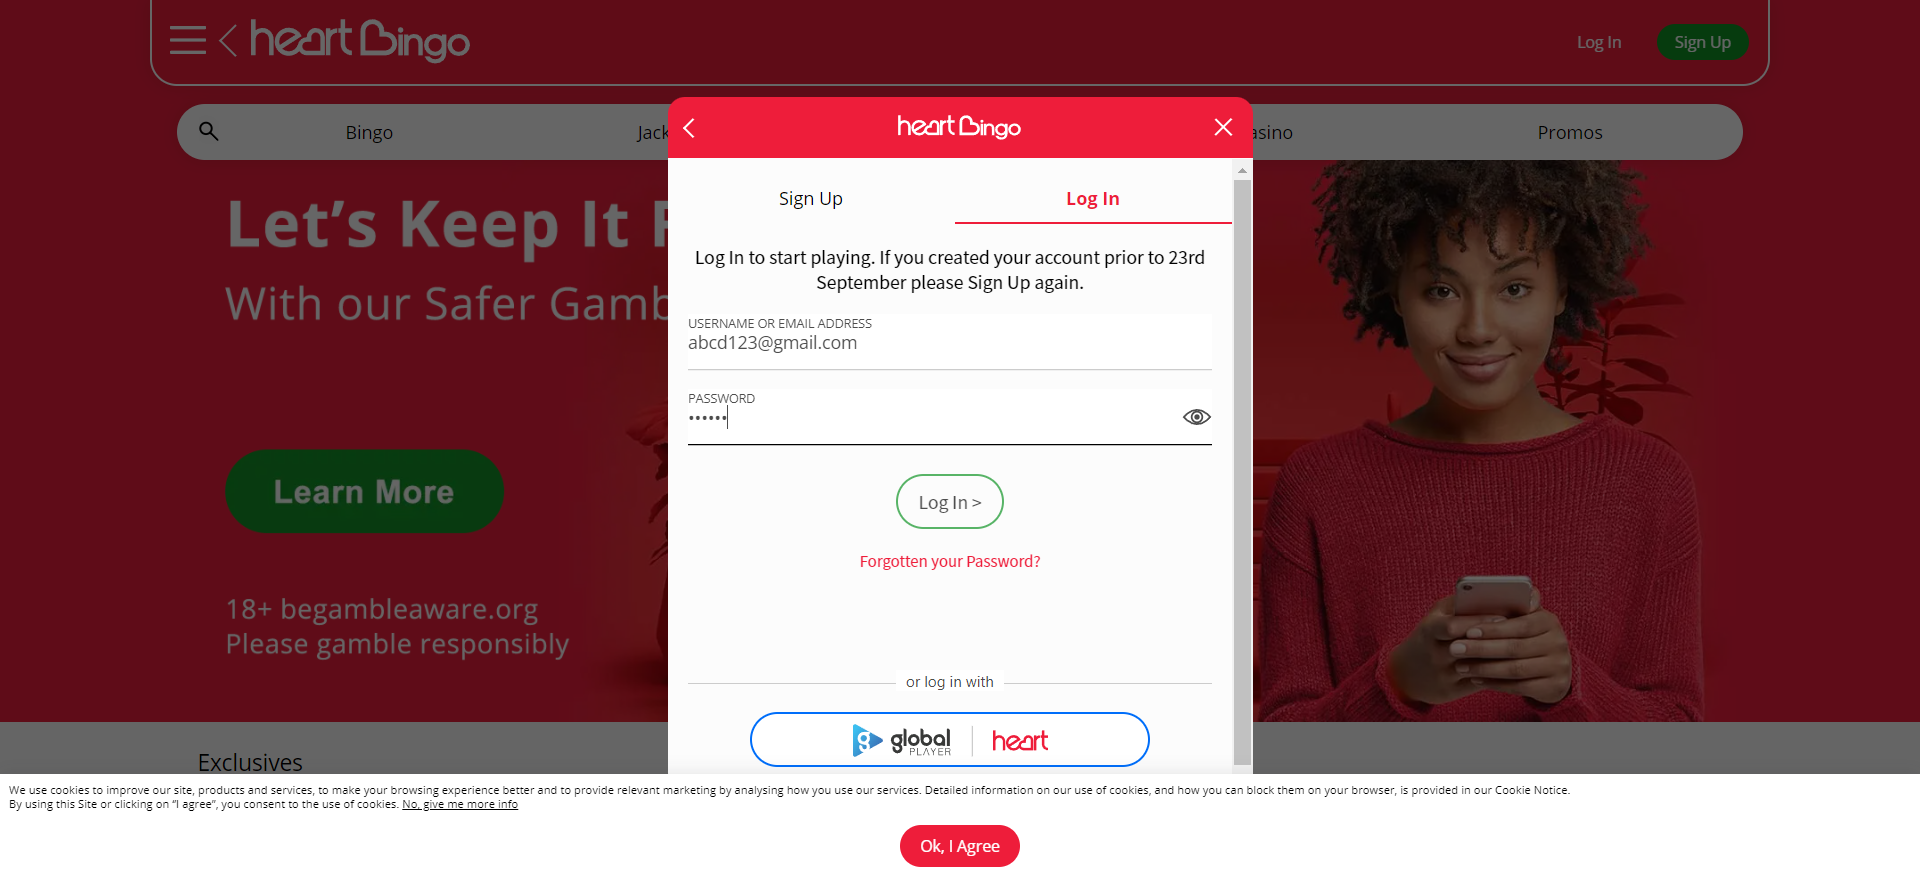 heart Bingo
Log In
Sign Up
Bingo
Jack
asino
Promos
heart Bingo
Let's Keep It
With our Safer Gamb
Learn More
18+ begambleaware.org
Please gamble responsibly
Sign Up
Log In
Log In to start playing. If you created your account prior to 23rd
September please Sign Up again.
USERNAME OR EMAIL ADDRESS
abcd123@gmail.com
PASSWORD
••••••
Log In >
Forgotten your Password?
or log in with
g global PLAYER
heart
Exclusives
We use cookies to improve our site, products and services, to make your browsing experience better and to provide relevant marketing by analysing how you use our services. Detailed information on our use of cookies, and how you can block them on your browser, is provided in our Cookie Notice.
By using this Site or clicking on “I agree”, you consent to the use of cookies. No, give me more info
Ok, I Agree